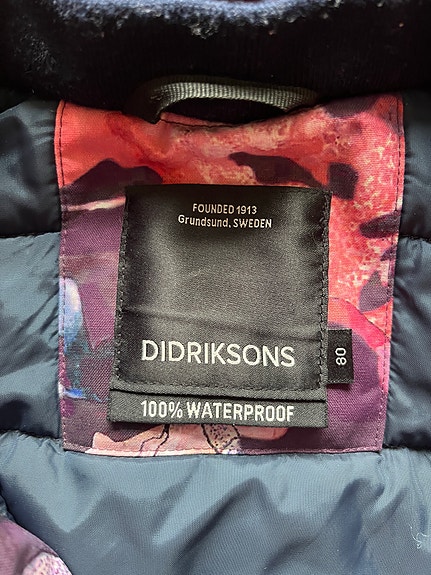 FOUNDED 1913
Grundsund, SWEDEN
DIDRIKSONS
80
100% WATERPROOF